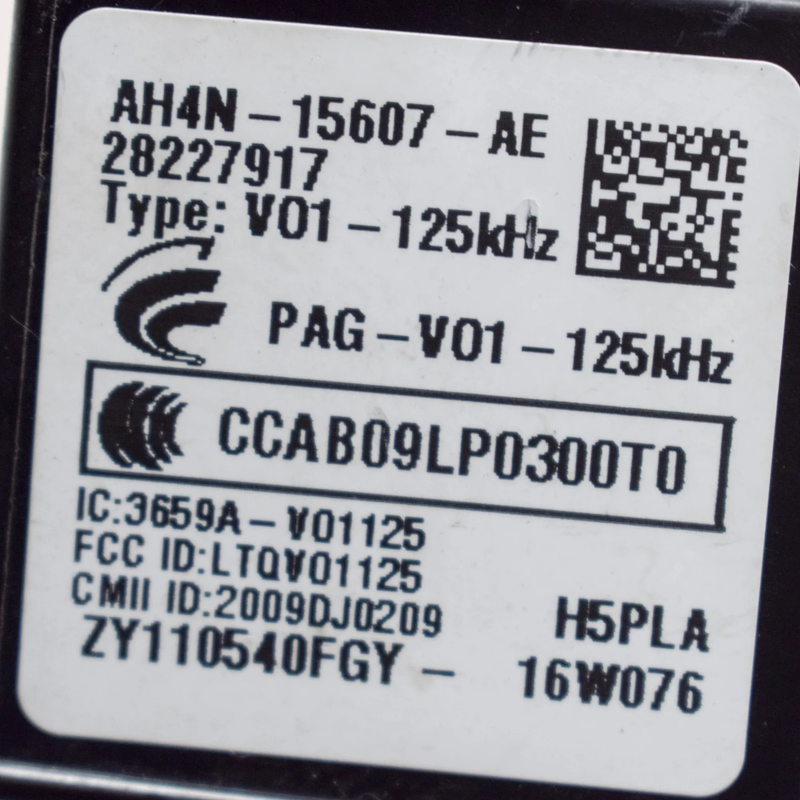 AH4N-15607-AE
28227917
Type: V01-125kHz
PAG-V01-125kHz
CCAB09LP0300T0
IC:3659A-V01125
FCC ID:LTQV01125
CMII ID:2009DJ0209
H5PLA
ZY110540FGY- 16W076